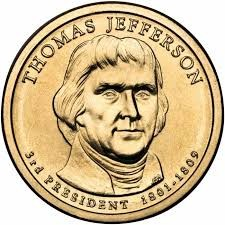 THOMAS JEFFERSON
3rd PRESIDENT 1801-1809